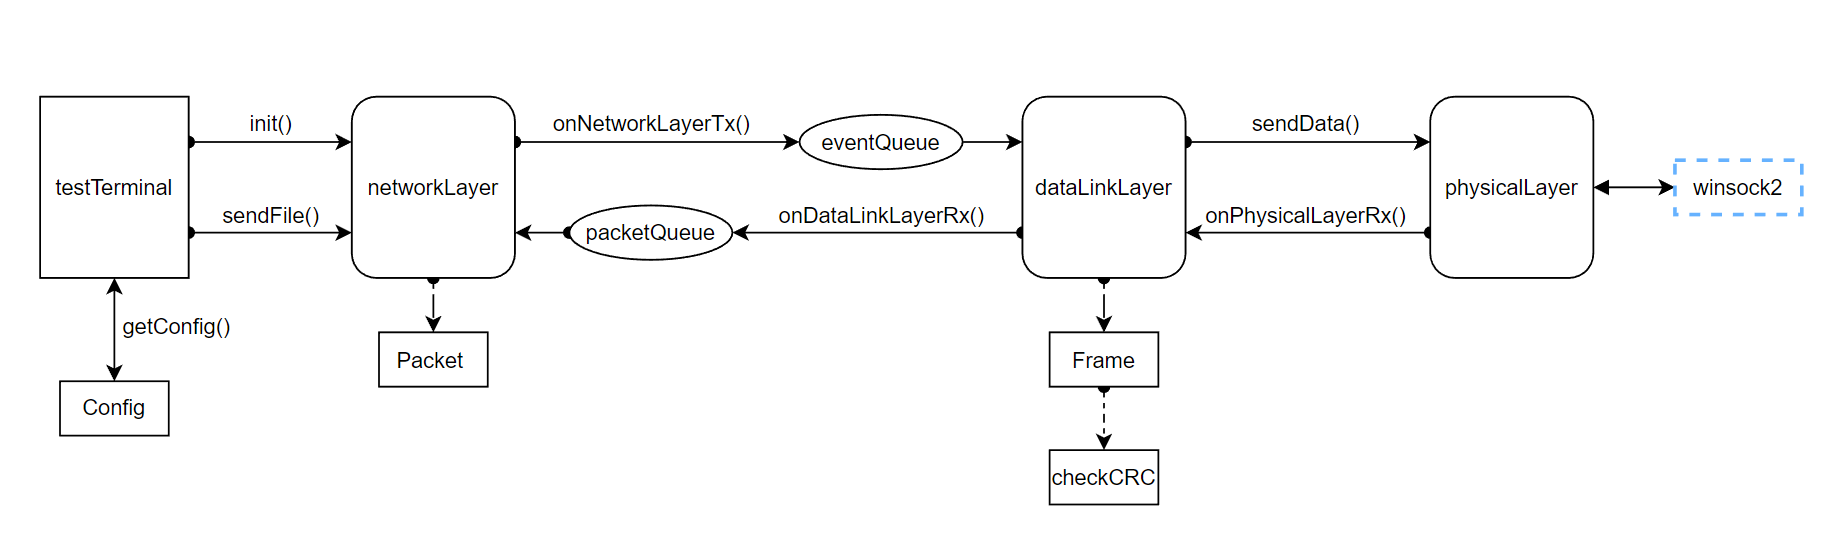 init()
onNetworkLayerTx()
eventQueue
sendData()
testTerminal
networkLayer
dataLinkLayer
physicalLayer
winsock2
sendFile()
packetQueue
onDataLinkLayerRx()
onPhysicalLayerRx()
getConfig()
Packet
Frame
Config
checkCRC